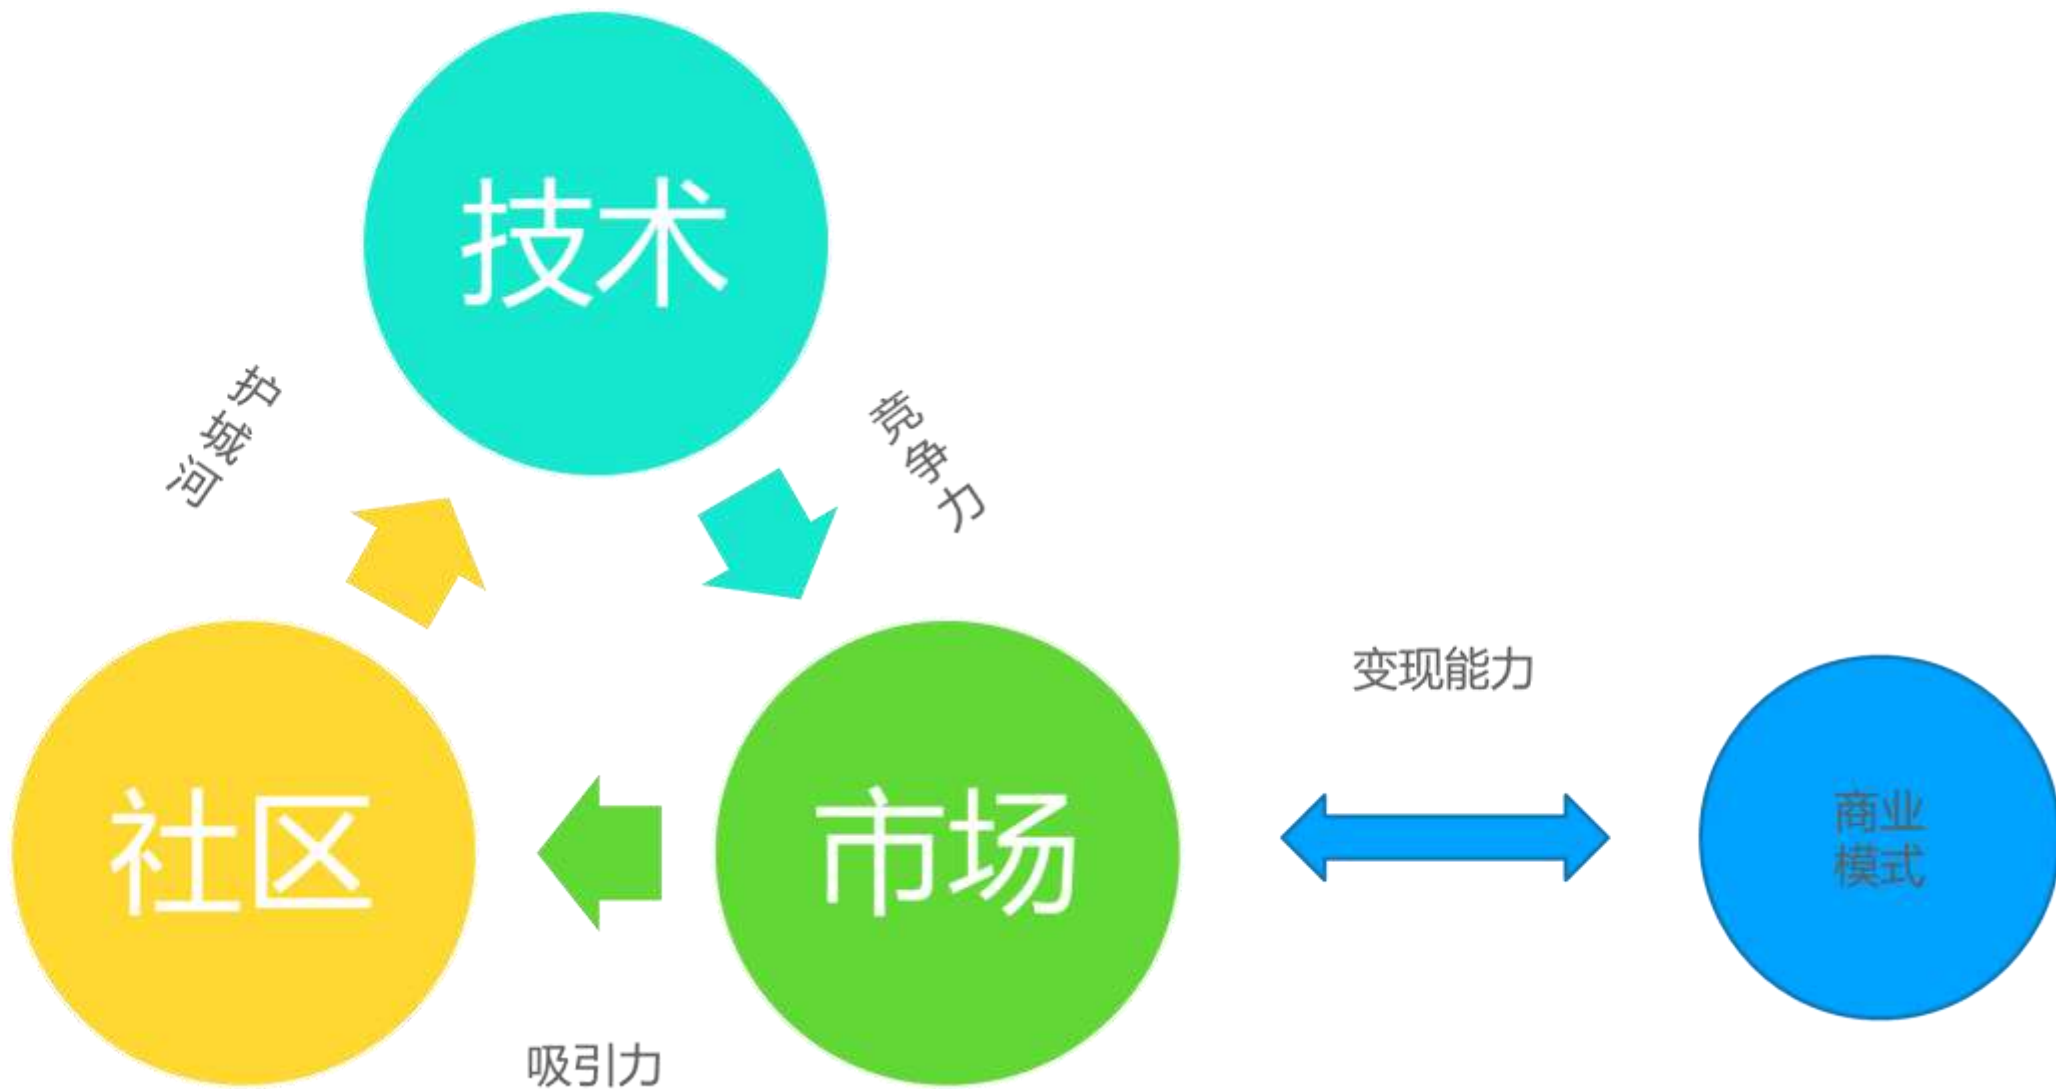 技术
护城河
竞争力
变现能力
社区
市场
商业
模式
吸引力